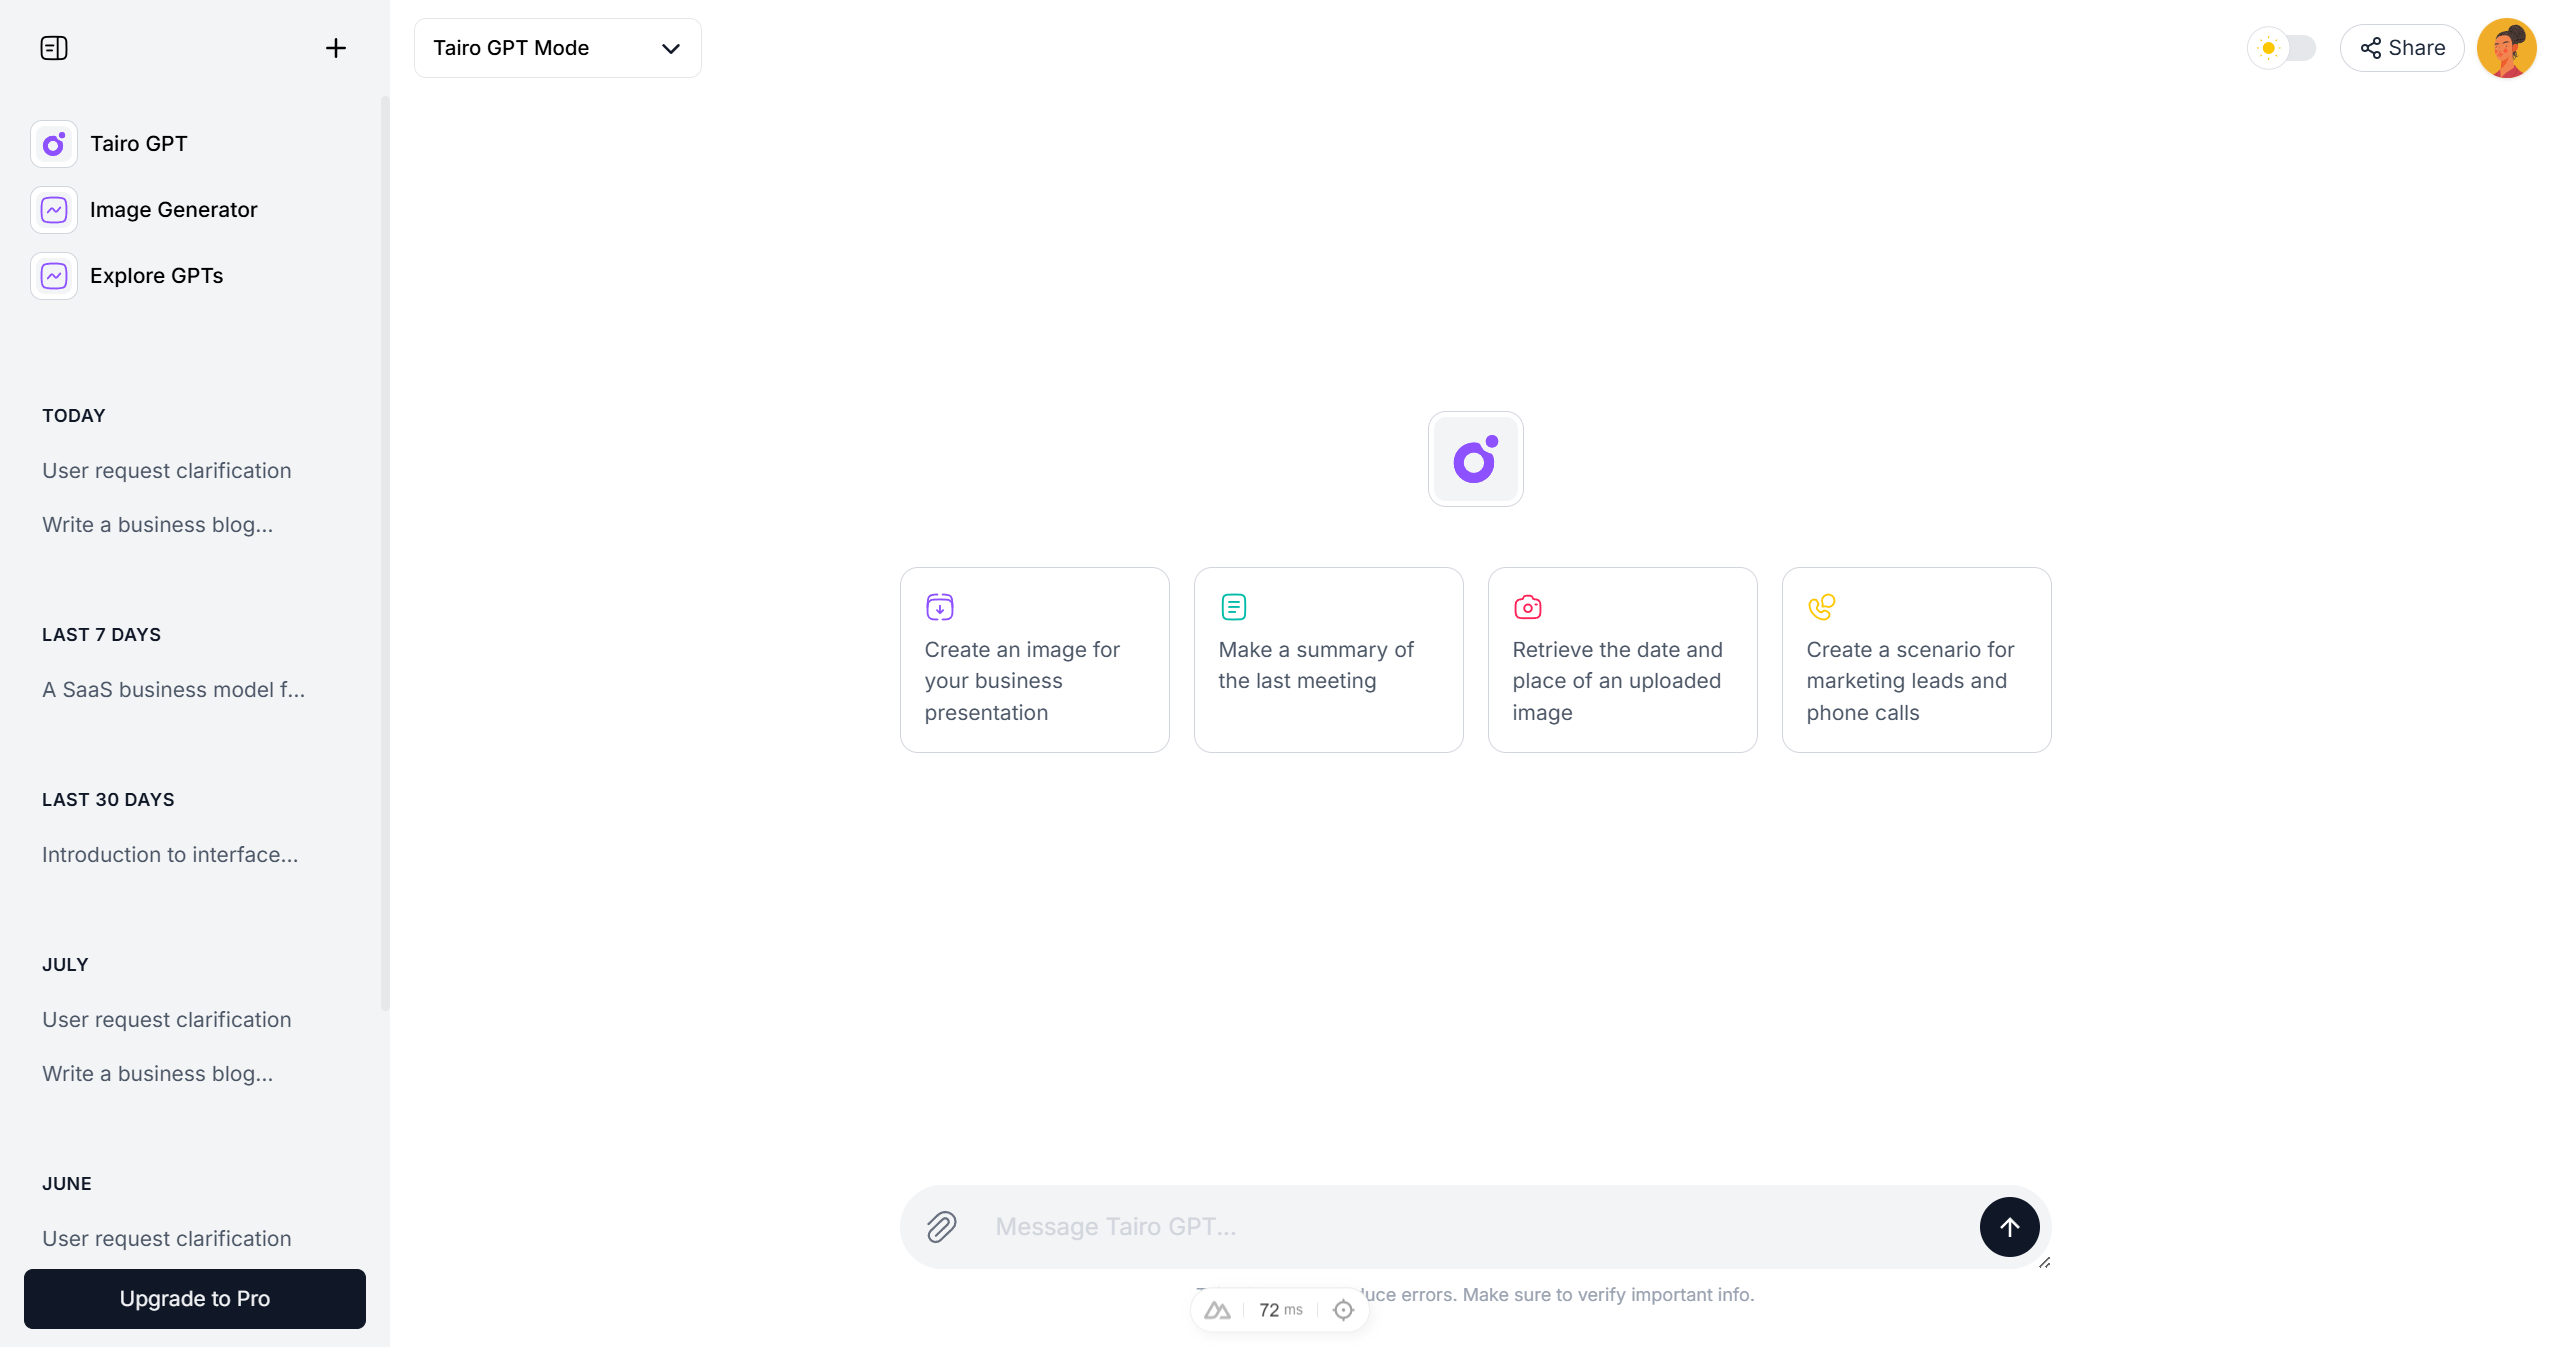 Tairo GPT Mode
Share
Tairo GPT
Image Generator
Explore GPTs
TODAY
User request clarification
Write a business blog...
LAST 7 DAYS
A SaaS business model f...
LAST 30 DAYS
Introduction to interface...
JULY
User request clarification
Write a business blog...
JUNE
User request clarification
Upgrade to Pro
Create an image for
your business
presentation
Make a summary of
the last meeting
Retrieve the date and
place of an uploaded
image
Create a scenario for
marketing leads and
phone calls
Message Tairo GPT...
errors. Make sure to verify important info.
72 ms